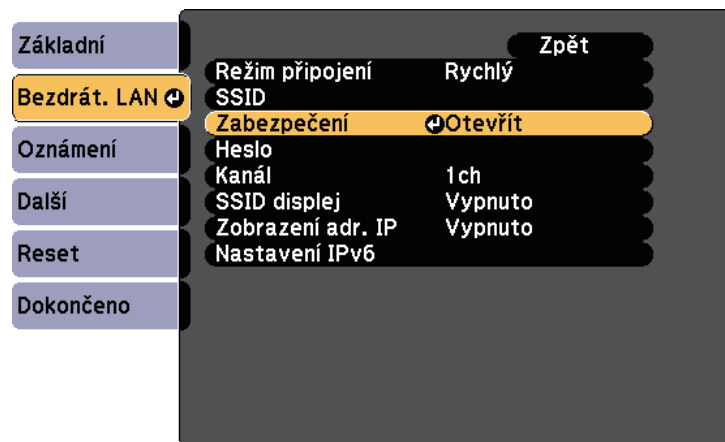 Základní
Bezdrát. LAN
Oznámení
Další
Reset
Dokončeno
Zpět
Režim připojení Rychlý
SSID
Zabezpečení Otevřít
Heslo
Kanál 1ch
SSID displej Vypnuto
Zobrazení adr. IP Vypnuto
Nastavení IPv6